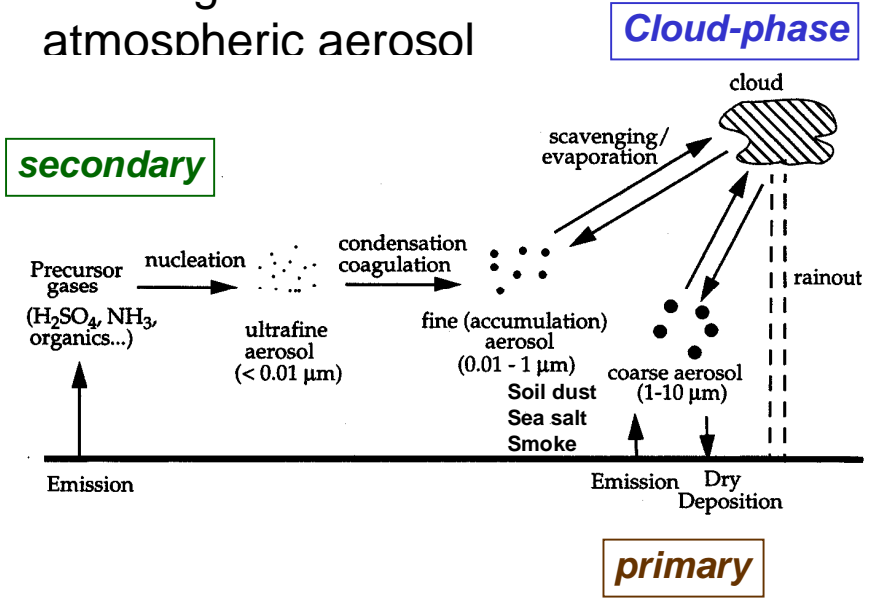 atmospheric aerosol
Cloud-phase
cloud
scavenging/
evaporation
secondary
Precursor
gases
(H₂SO₄, NH₃,
organics...)
nucleation
ultrafine
aerosol
(< 0.01 µm)
condensation
coagulation
fine (accumulation)
aerosol
(0.01 - 1 µm)
Soil dust
Sea salt
Smoke
coarse aerosol
(1-10 µm)
rainout
Emission
Emission
Dry
Deposition
primary